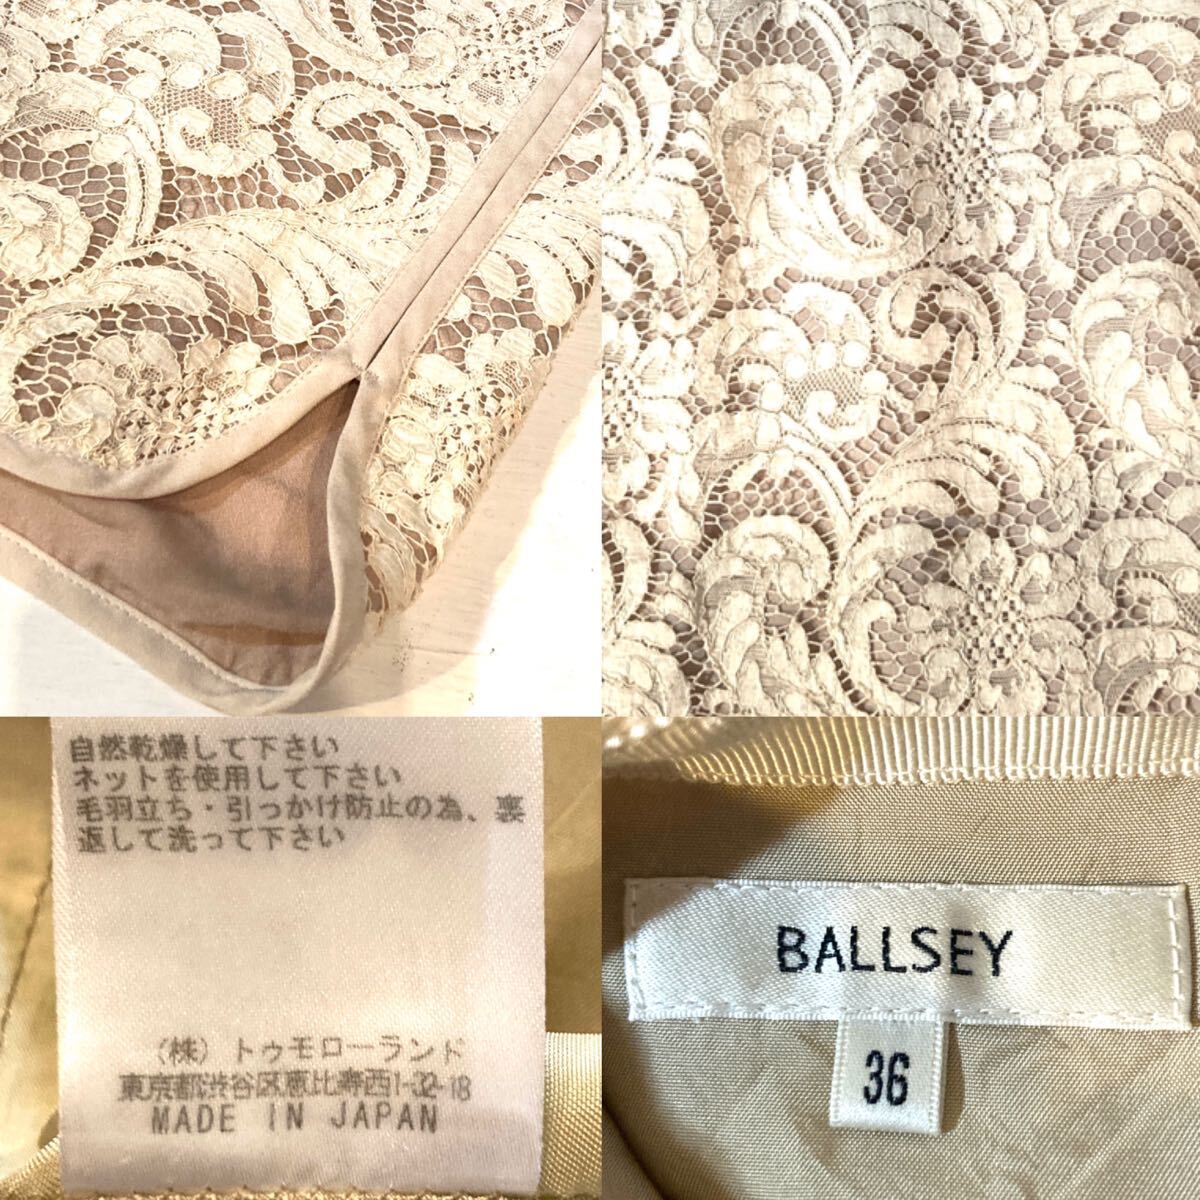 自然乾燥して下さい
ネットを使用して下さい
毛羽立ち・引っかけ防止の為、裏
返して洗って下さい
(株) トゥモローランド
東京都渋谷区恵比寿西1-32-18
MADE IN JAPAN
BALLSEY
36